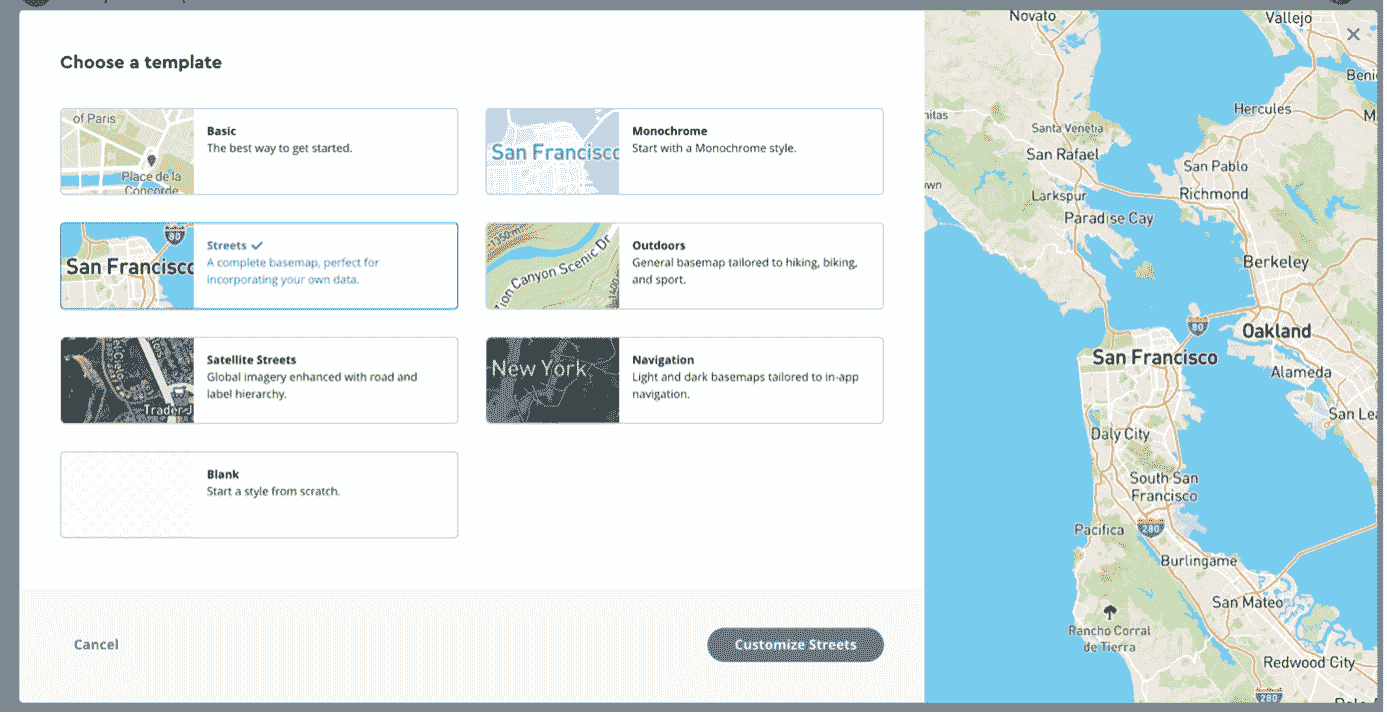 Choose a template
of Paris
Place de la
Concorde
Basic
The best way to get started.
San Francisco
Monochrome
Start with a Monochrome style.
80
San Francisco
Streets ✓
A complete basemap, perfect for
incorporating your own data.
1350m
Canyon Scenic Dr
1400
Outdoors
General basemap tailored to hiking, biking,
and sport.
Trader J
Satellite Streets
Global imagery enhanced with road and
label hierarchy.
New York
Navigation
Light and dark basemaps tailored to in-app
navigation.
Blank
Start a style from scratch.
Cancel
Customize Streets
Novato
Vallejo
Beni
Hercules
M
nitas
Santa Venetia
San Rafael
San Pablo
wn
Larkspur
Richmond
Paradise Cay
Berkeley
80
Oakland
San Francisco
Alameda
San Lea
Daly City
South San
Francisco
Pacifica
280
Burlingame
San Mateo
Rancho Corral
de Tierra
Redwood City
280